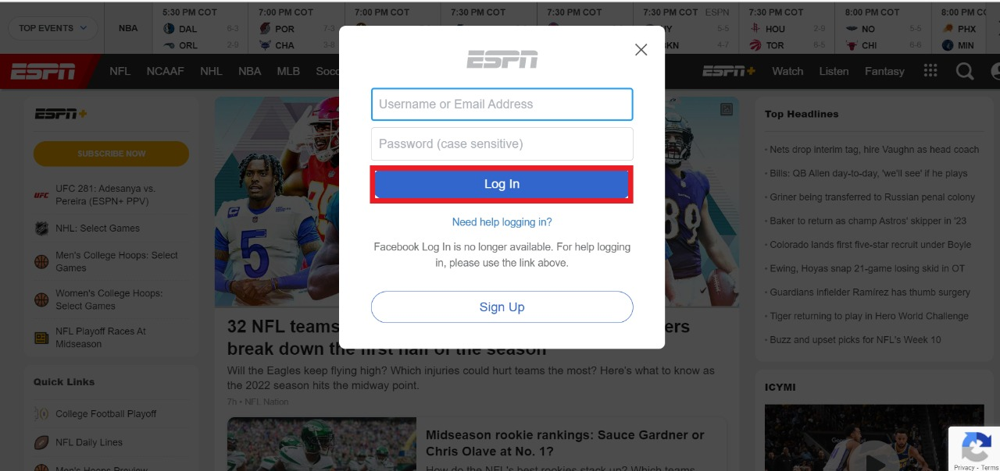 TOP EVENTS
NBA
5:30 PM COT
DAL 6-3
ORL 2-9
7:00 PM COT
POR 7-3
CHA 3-8
7:00 PM COT
7:30 PM COT
7:30 PM COT
7:30 PM COT ESPN
5-5
4-7
7:30 PM COT
HOU 2-9
TOR 6-5
8:00 PM COT
NO 5-5
CHI 6-6
8:00 PM
PHX
MIN
ESPN
NFL NCAAF NHL NBA MLB
ESPN+ Watch Listen Fantasy
ESPN+
SUBSCRIBE NOW
UFC
UFC 281: Adesanya vs.
Pereira (ESPN+ PPV)
NHL: Select Games
Men's College Hoops: Select
Games
Women's College Hoops:
Select Games
NFL Playoff Races At
Midseason
Quick Links
College Football Playoff
NFL Daily Lines
Men's Hoops Preview
ESPN
Username or Email Address
Password (case sensitive)
Log In
Need help logging in?
Facebook Log In is no longer available. For help logging
in, please use the link above.
Sign Up
5
89
32 NFL teams
break down the first half of the season
Will the Eagles keep flying high? Which injuries could hurt teams the most? Here's what to know as
the 2022 season hits the midway point.
7h • NFL Nation
Midseason rookie rankings: Sauce Gardner or
Chris Olave at No. 1?
How do the NFL's best rookies stack up? Which teams
Top Headlines
· Nets drop interim tag, hire Vaughn as head coach
· Bills: QB Allen day-to-day, 'we'll see' if he plays
· Griner being transferred to Russian penal colony
· Baker to return as champ Astros' skipper in '23
· Colorado lands first five-star recruit under Boyle
· Ewing, Hoyas snap 21-game losing skid in OT
· Guardians infielder Ramírez has thumb surgery
· Tiger returning to play in Hero World Challenge
· Buzz and upset picks for NFL's Week 10
ICYMI
Privacy - Terms